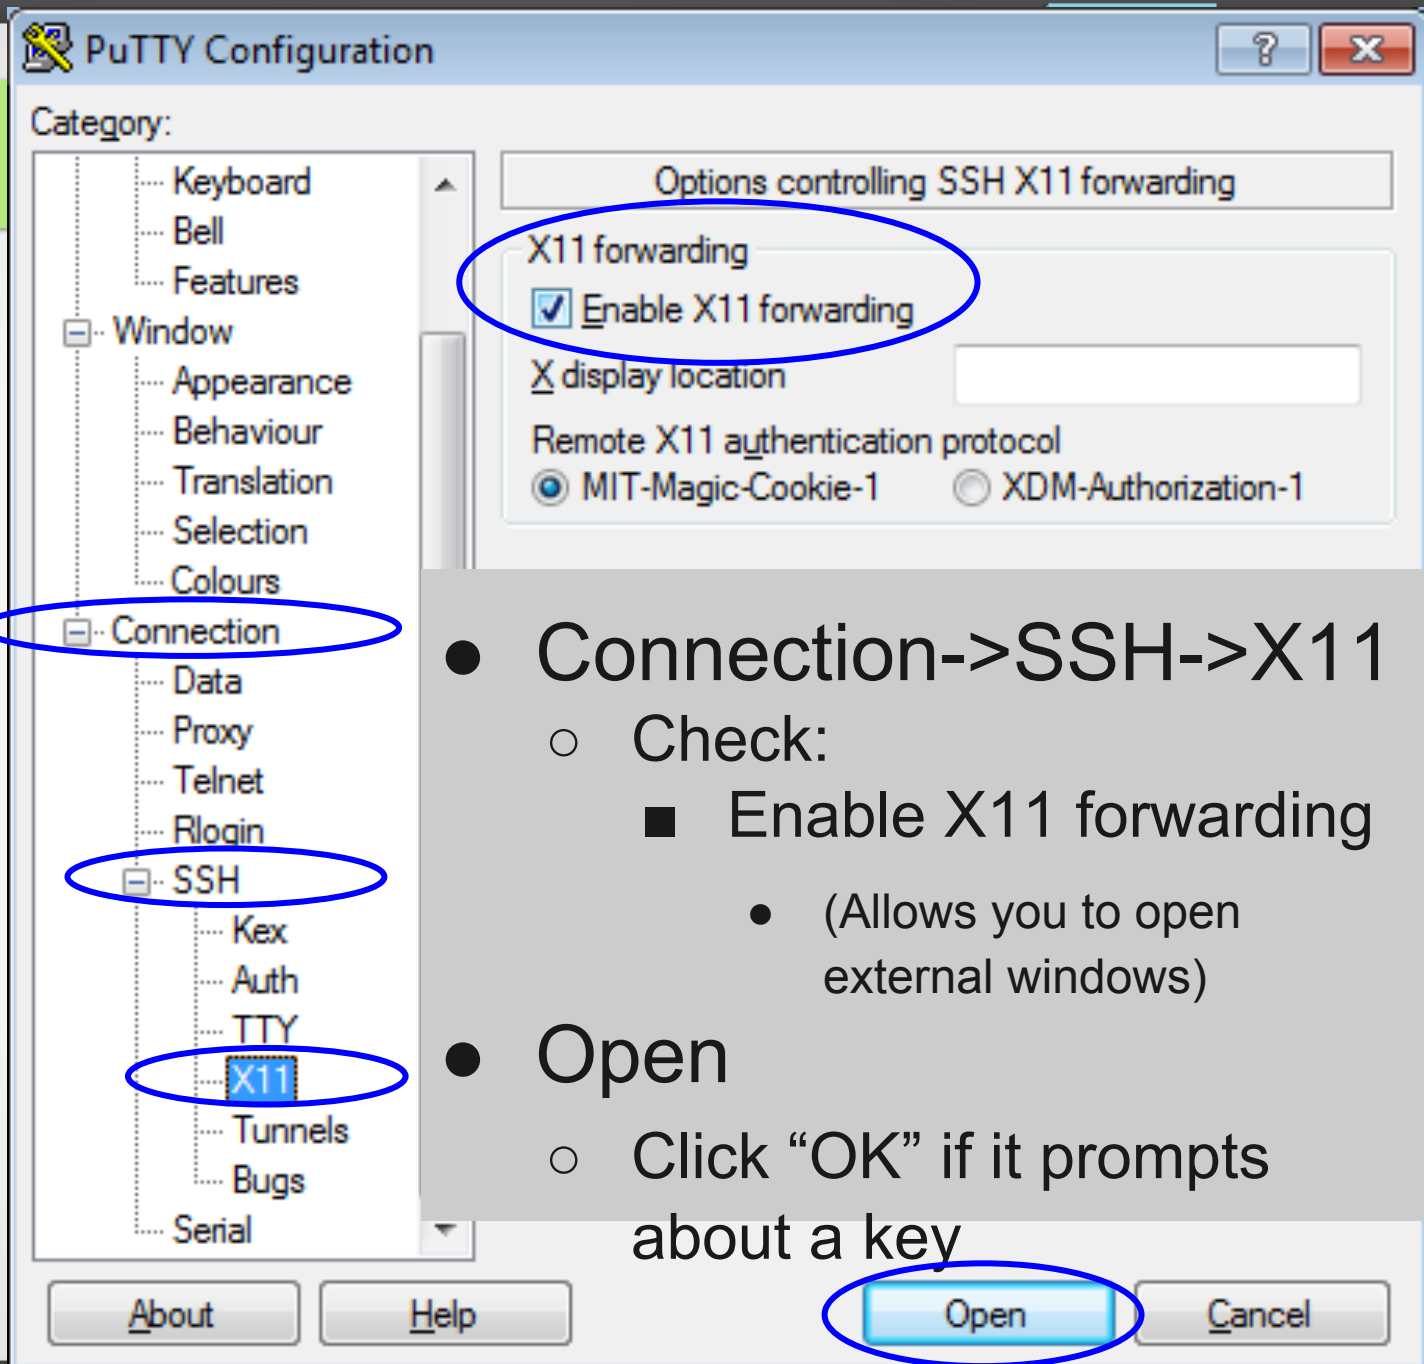 PuTTY Configuration
?
Category:
Keyboard
Bell
Features
Window
Appearance
Behaviour
Translation
Selection
Colours
Connection
Data
Proxy
Telnet
Rlogin
SSH
Kex
Auth
TTY
X11
Tunnels
Bugs
Serial
Options controlling SSH X11 forwarding
X11 forwarding
Enable X11 forwarding
X display location
Remote X11 authentication protocol
MIT-Magic-Cookie-1 XDM-Authorization-1
● Connection->SSH->X11
○ Check:
■ Enable X11 forwarding
● (Allows you to open
external windows)
● Open
○ Click “OK” if it prompts
about a key
About Help Open Cancel